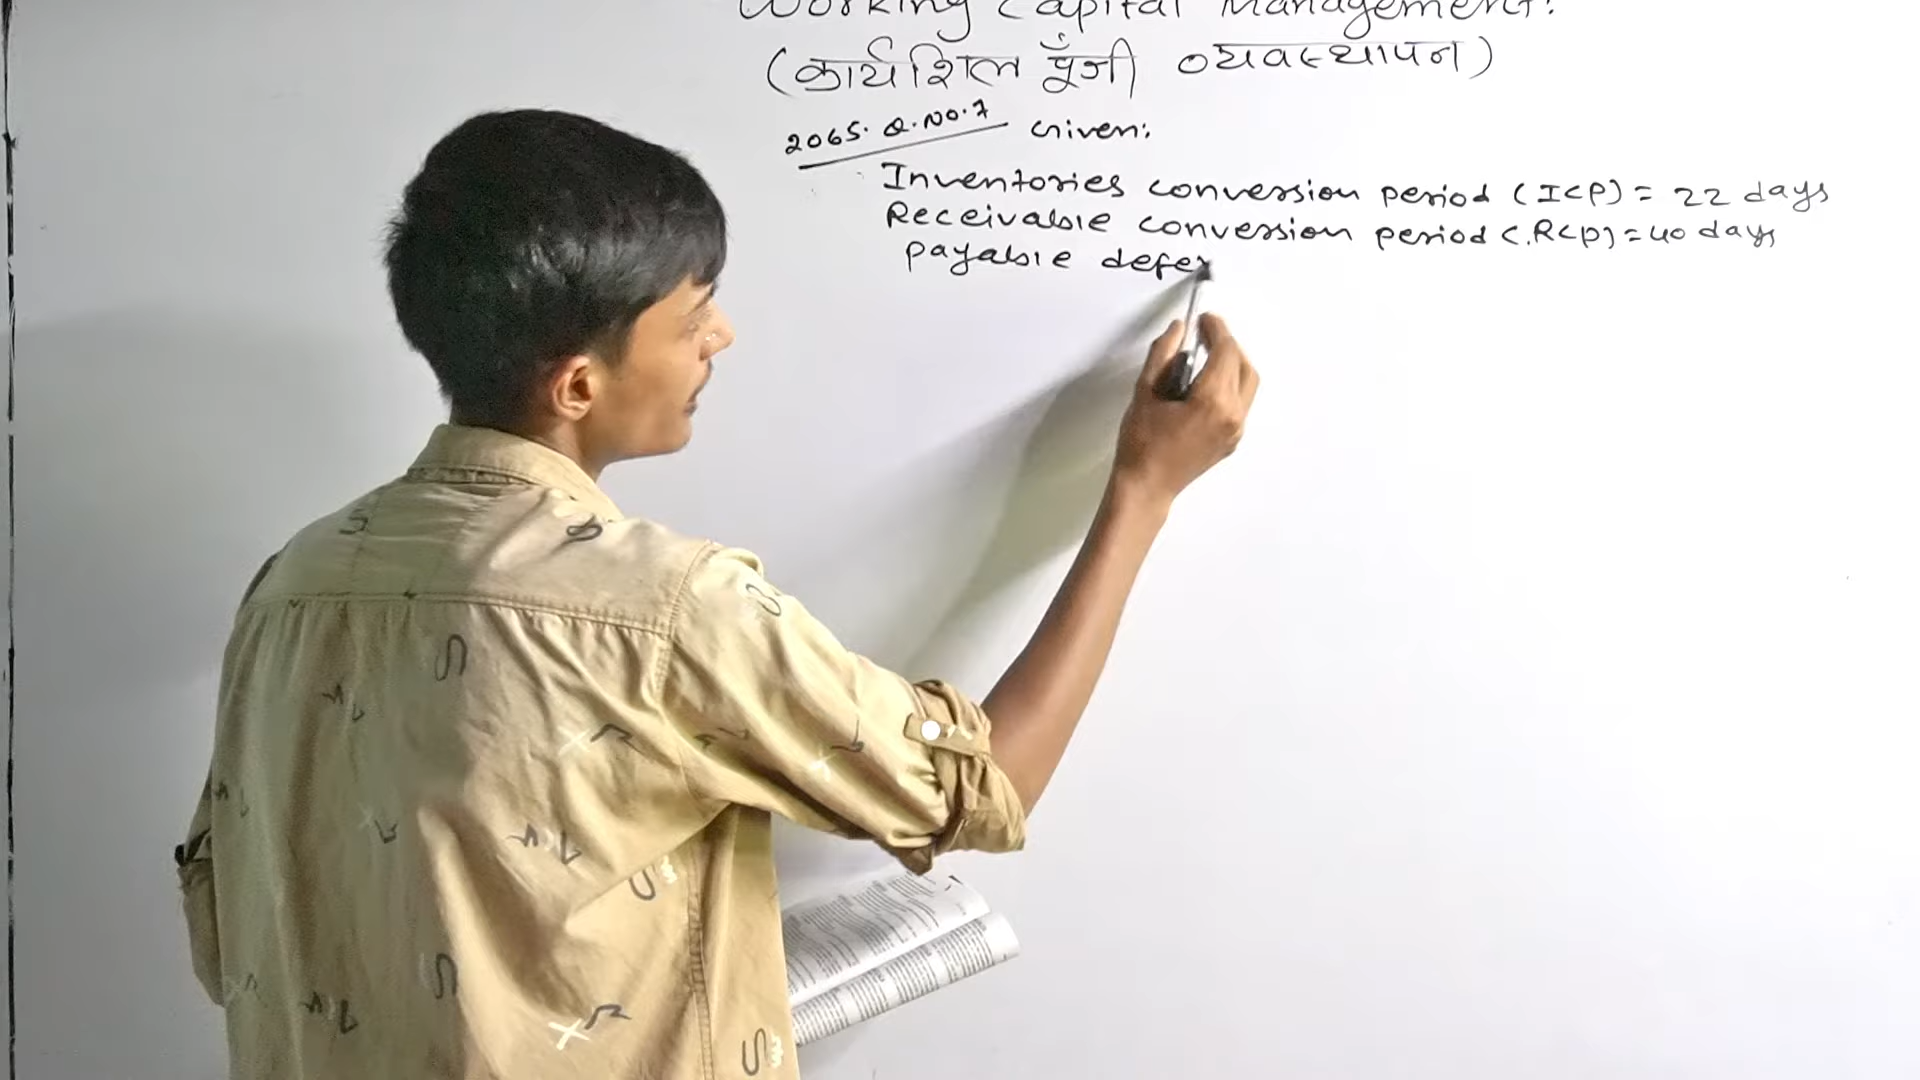 Working Capital Management:
(कार्यशिल पूँजी व्यवस्थापन)
2065. Q.No.7 Given:
Inventories conversion period (ICP) = 22 days
Receivable conversion period (.RCP) = 40 days
payable defer